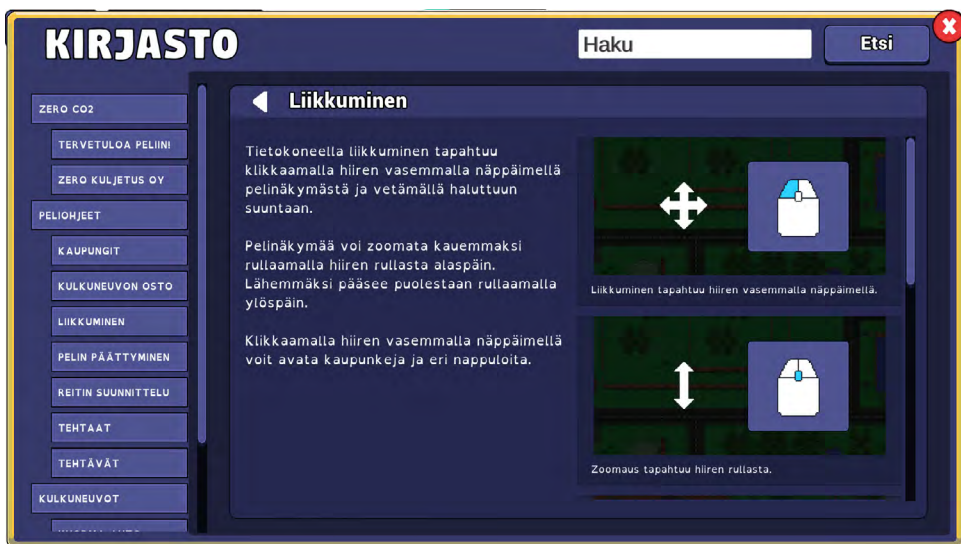 KIRJASTO
Haku
Etsi
ZERO CO2
TERVETULOA PELIIN!
ZERO KULJETUS OY
PELIOHJEET
KAUPUNGIT
KULKUNEUVON OSTO
LIIKKUMINEN
PELIN PÄÄTTYMINEN
REITIN SUUNNITTELU
TEHTAAT
TEHTÄVÄT
KULKUNEUVOT
Liikkuminen
Tietokoneella liikkuminen tapahtuu
klikkaamalla hiiren vasemmalla näppäimellä
pelinäkymästä ja vetämällä haluttuun
suuntaan.
Pelinäkymää voi zoomata kauemmaksi
rullaamalla hiiren rullasta alaspäin.
Lähemmäksi pääsee puolestaan rullaamalla
ylöspäin.
Klikkaamalla hiiren vasemmalla näppäimellä
voit avata kaupunkeja ja eri nappuloita.
Liikkuminen tapahtuu hiiren vasemmalla näppäimellä.
Zoomaus tapahtuu hiiren rullasta.